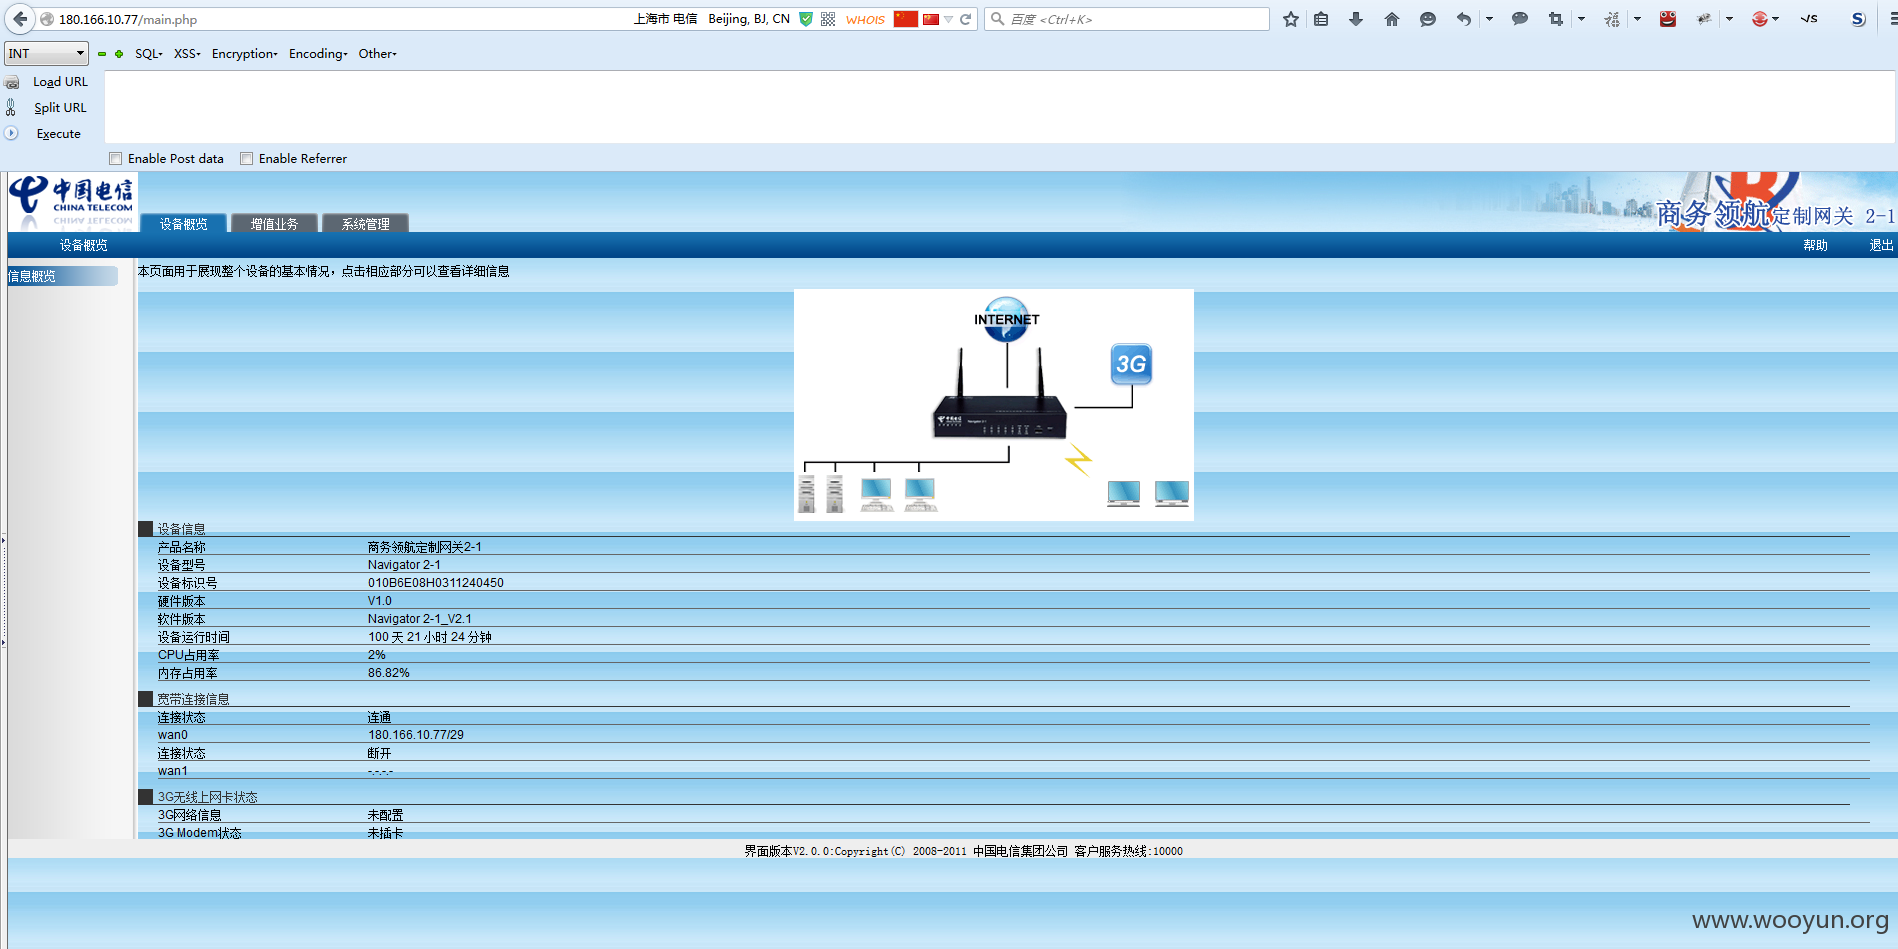 180.166.10.77/main.php 上海市 电信 Beijing, BJ, CN WHOIS 百度 <Ctrl+K>
INT SQL XSS Encryption Encoding Other
Load URL
Split URL
Execute
Enable Post data Enable Referrer
中国电信
CHINA TELECOM
设备概览 增值业务 系统管理
商务领航定制网关 2-1
设备概览 帮助 退出
信息概览
本页面用于展现整个设备的基本情况，点击相应部分可以查看详细信息
INTERNET
3G
中国电信
设备信息
产品名称 商务领航定制网关2-1
设备型号 Navigator 2-1
设备标识号 010B6E08H0311240450
硬件版本 V1.0
软件版本 Navigator 2-1_V2.1
设备运行时间 100 天 21 小时 24 分钟
CPU占用率 2%
内存占用率 86.82%
宽带连接信息
连接状态 连通
wan0 180.166.10.77/29
连接状态 断开
wan1 -.-.-.-
3G无线上网卡状态
3G网络信息 未配置
3G Modem状态 未插卡
界面版本V2.0.0:Copyright(C) 2008-2011 中国电信集团公司 客户服务热线:10000
www.wooyun.org